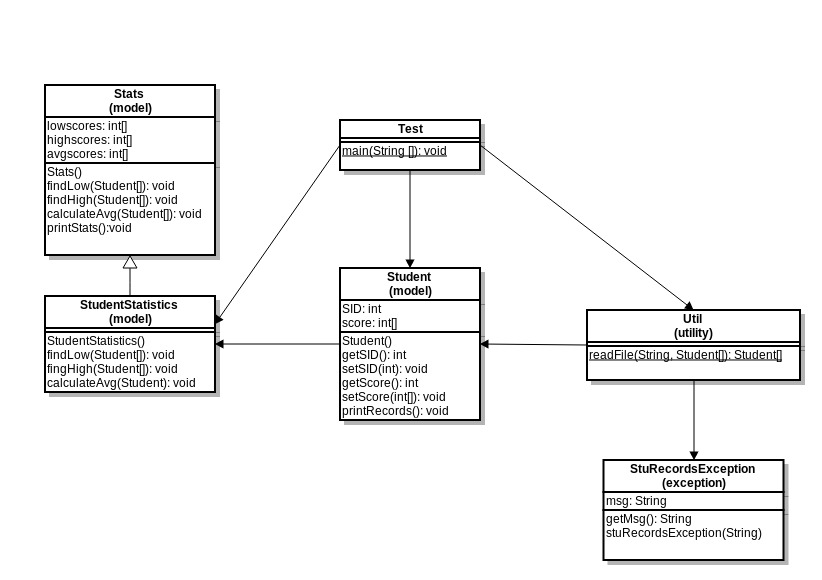 Stats
(model)
lowscores: int[]
highscores: int[]
avgscores: int[]
Stats()
findLow(Student[]): void
findHigh(Student[]): void
calculateAvg(Student[]): void
printStats():void
Test
main(String []): void
StudentStatistics
(model)
StudentStatistics()
findLow(Student[]): void
fingHigh(Student[]): void
calculateAvg(Student): void
Student
(model)
SID: int
score: int[]
Student()
getSID(): int
setSID(int): void
getScore(): int
setScore(int[]): void
printRecords(): void
Util
(utility)
readFile(String, Student[]): Student[]
StuRecordsException
(exception)
msg: String
getMsg(): String
stuRecordsException(String)